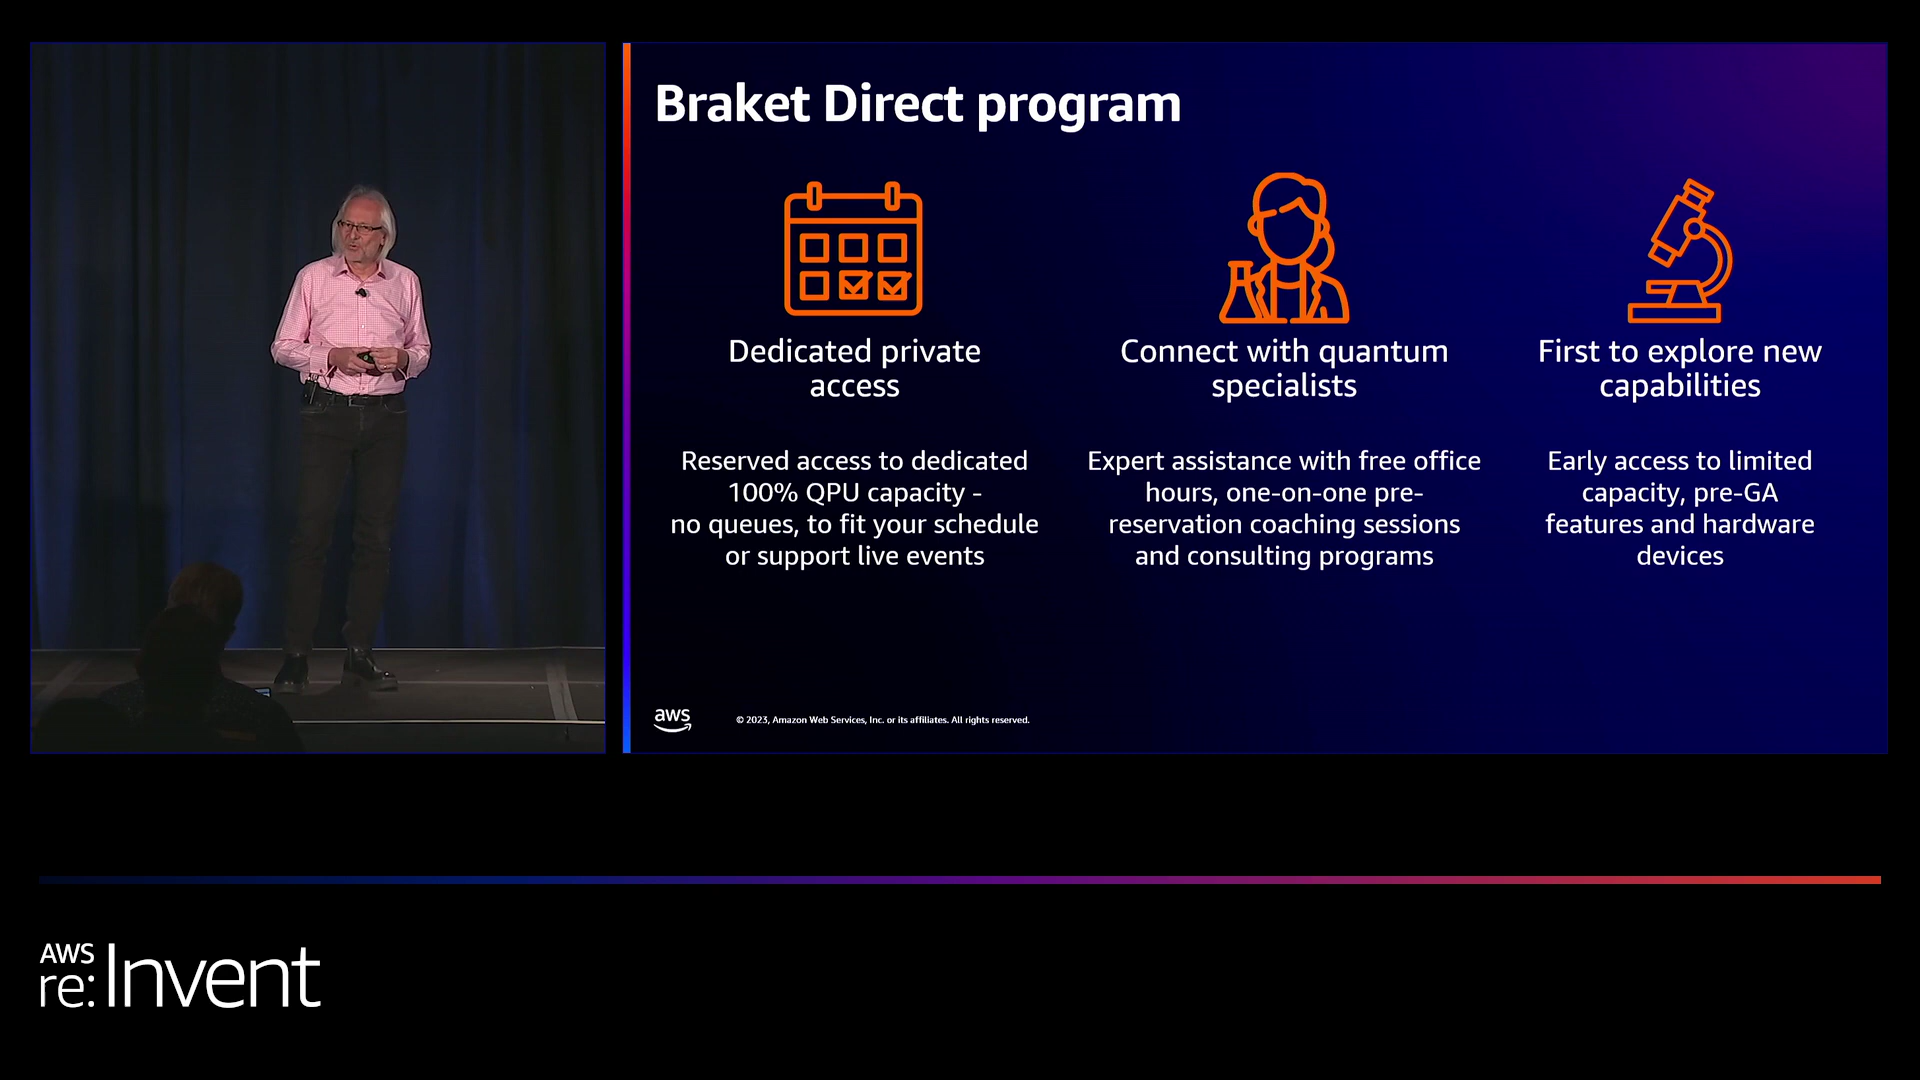 Braket Direct program
Dedicated private
access
Reserved access to dedicated
100% QPU capacity -
no queues, to fit your schedule
or support live events
Connect with quantum
specialists
Expert assistance with free office
hours, one-on-one pre-
reservation coaching sessions
and consulting programs
First to explore new
capabilities
Early access to limited
capacity, pre-GA
features and hardware
devices
aws
© 2023, Amazon Web Services, Inc. or its affiliates. All rights reserved.
AWS
re:Invent